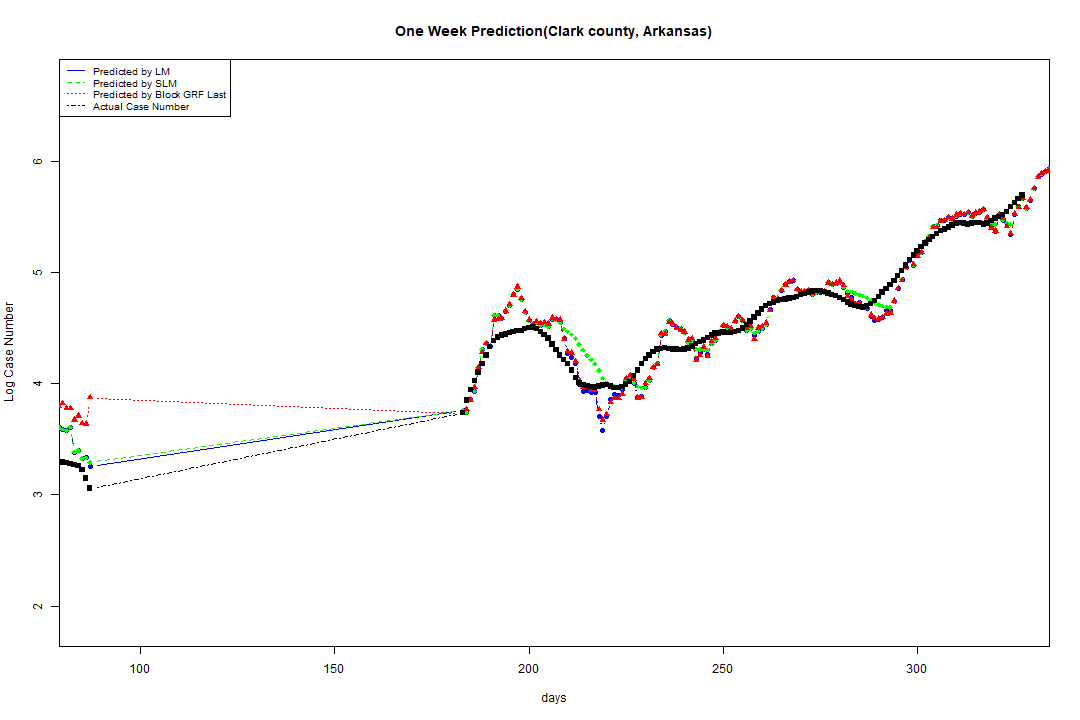 One Week Prediction(Clark county, Arkansas)
Predicted by LM
Predicted by SLM
Predicted by Block GRF Last
Actual Case Number
6
5
4
3
2
Log Case Number
100 150 200 250 300
days